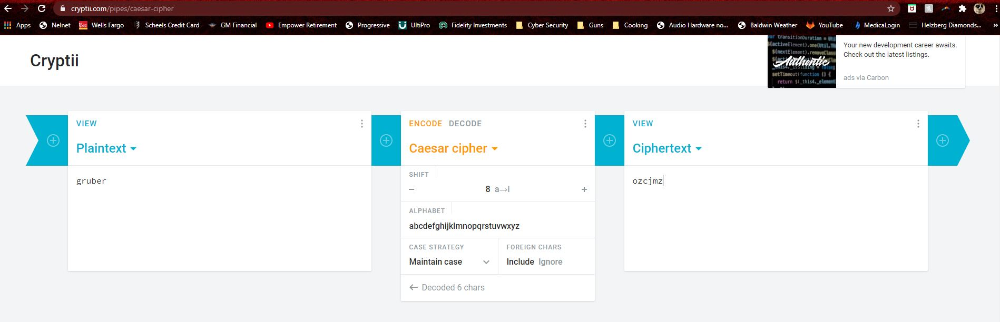 cryptii.com/pipes/caesar-cipher
Apps Nelnet Wells Fargo Scheels Credit Card GM Financial Empower Retirement Progressive UltiPro Fidelity Investments Cyber Security Guns Cooking Audio Hardware no... Baldwin Weather YouTube MedicaLogin Helzberg Diamonds... »
Cryptii
Authentic
Your new development career awaits.
Check out the latest listings.
ads via Carbon
VIEW
Plaintext
gruber
ENCODE DECODE
Caesar cipher
SHIFT
− 8 a→i +
ALPHABET
abcdefghijklmnopqrstuvwxyz
CASE STRATEGY
Maintain case
FOREIGN CHARS
Include Ignore
← Decoded 6 chars
VIEW
Ciphertext
ozcjmz